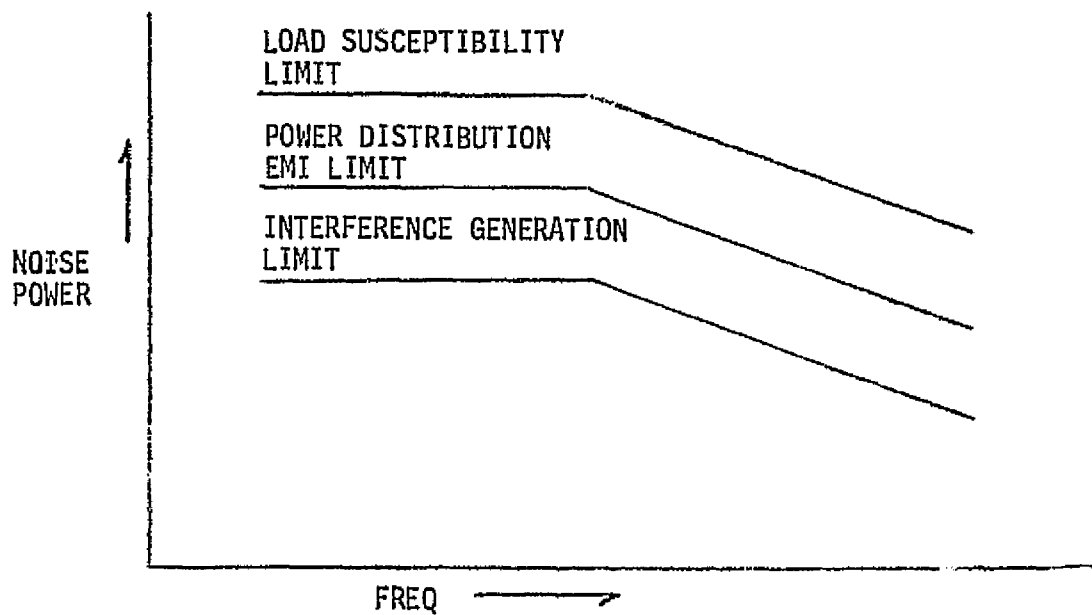 LOAD SUSCEPTIBILITY
LIMIT
POWER DISTRIBUTION
EMI LIMIT
INTERFERENCE GENERATION
LIMIT
NOISE
POWER
FREQ